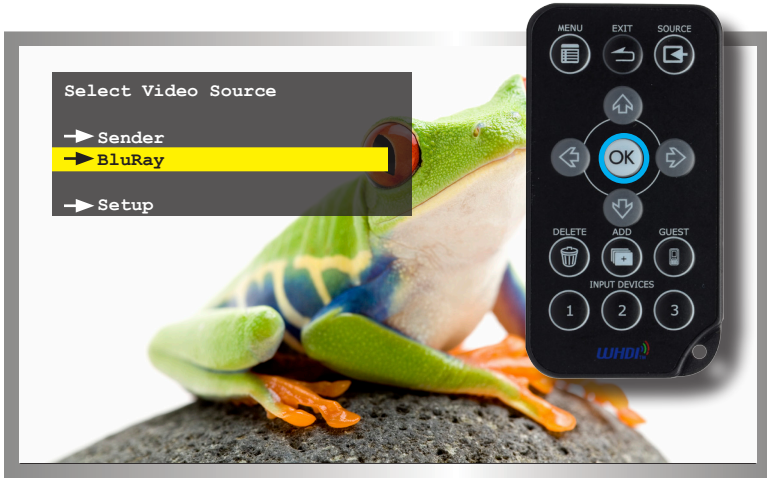 Select Video Source
Sender
BluRay
Setup
MENU EXIT SOURCE
OK
DELETE ADD GUEST
INPUT DEVICES
1 2 3
WHDI